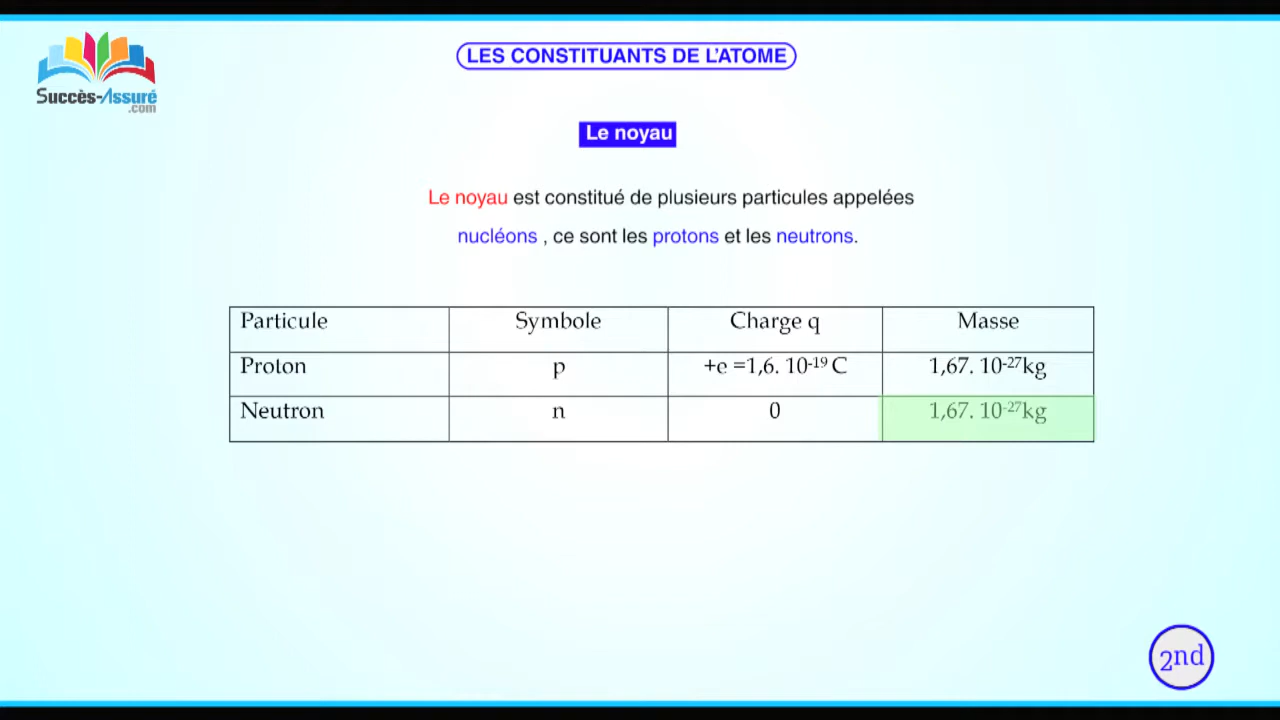 LES CONSTITUANTS DE L'ATOME
Succès-Assuré
.com
Le noyau
Le noyau est constitué de plusieurs particules appelées
nucléons , ce sont les protons et les neutrons.
Particule Symbole Charge q Masse
Proton p +e =1,6. 10⁻¹⁹ C 1,67. 10⁻²⁷kg
Neutron n 0 1,67. 10⁻²⁷kg
2nd